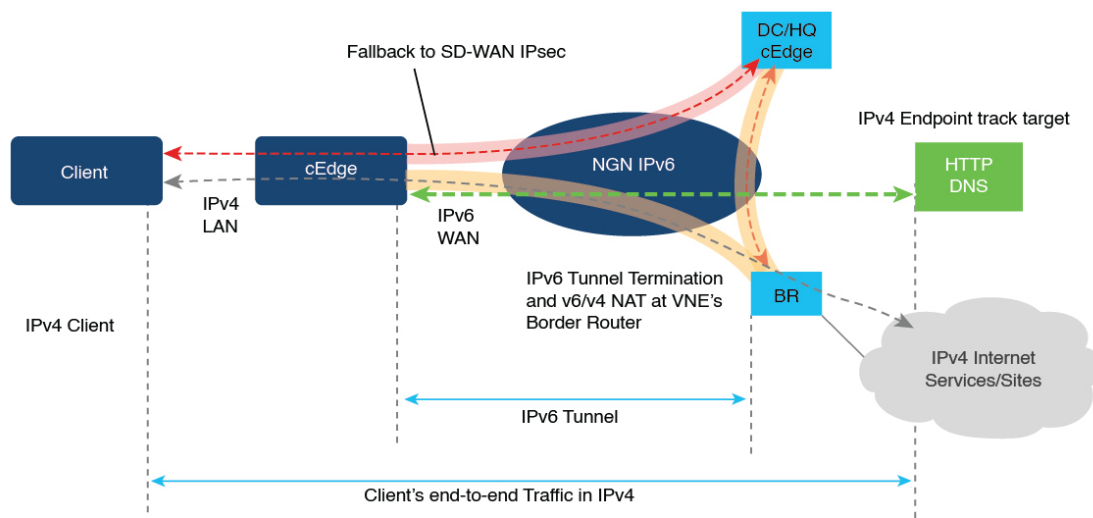 DC/HQ
cEdge
Fallback to SD-WAN IPsec
IPv4 Endpoint track target
Client
cEdge
NGN IPv6
HTTP
DNS
IPv4
LAN
IPv6
WAN
IPv6 Tunnel Termination
and v6/v4 NAT at VNE's
Border Router
BR
IPv4 Client
IPv4 Internet
Services/Sites
IPv6 Tunnel
Client's end-to-end Traffic in IPv4